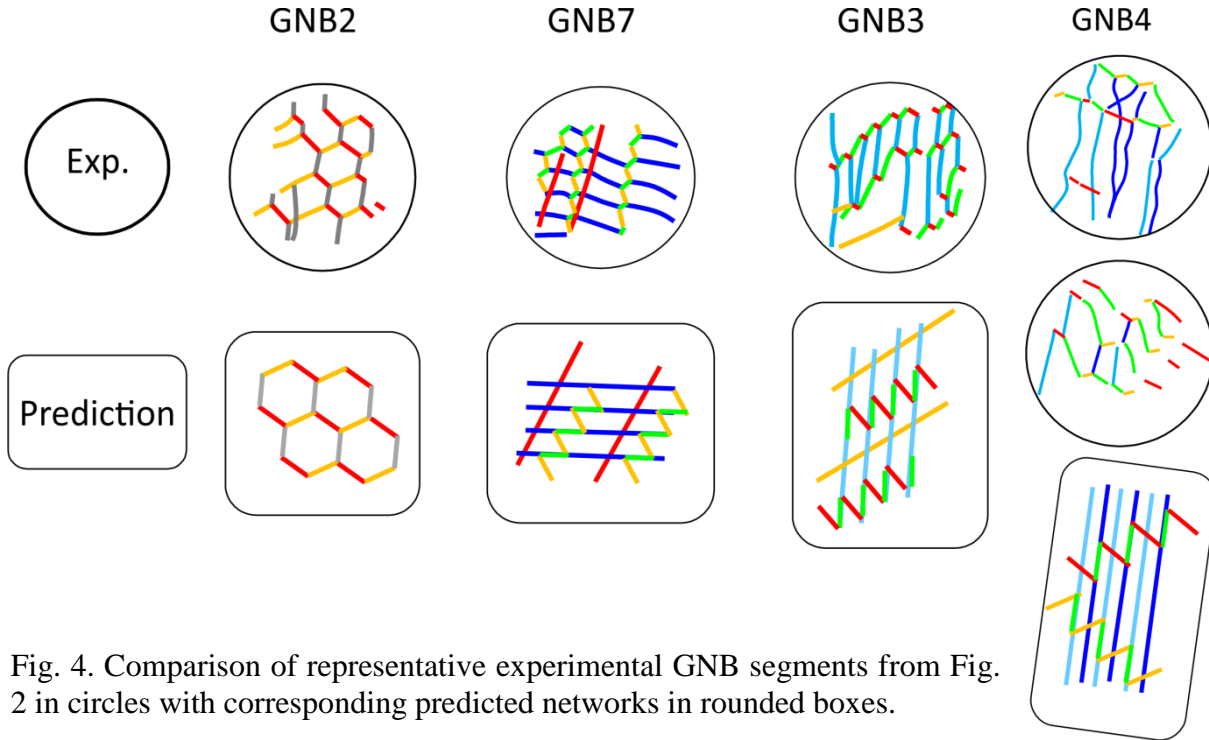 GNB2 GNB7 GNB3 GNB4
Exp.
Prediction
Fig. 4. Comparison of representative experimental GNB segments from Fig.
2 in circles with corresponding predicted networks in rounded boxes.